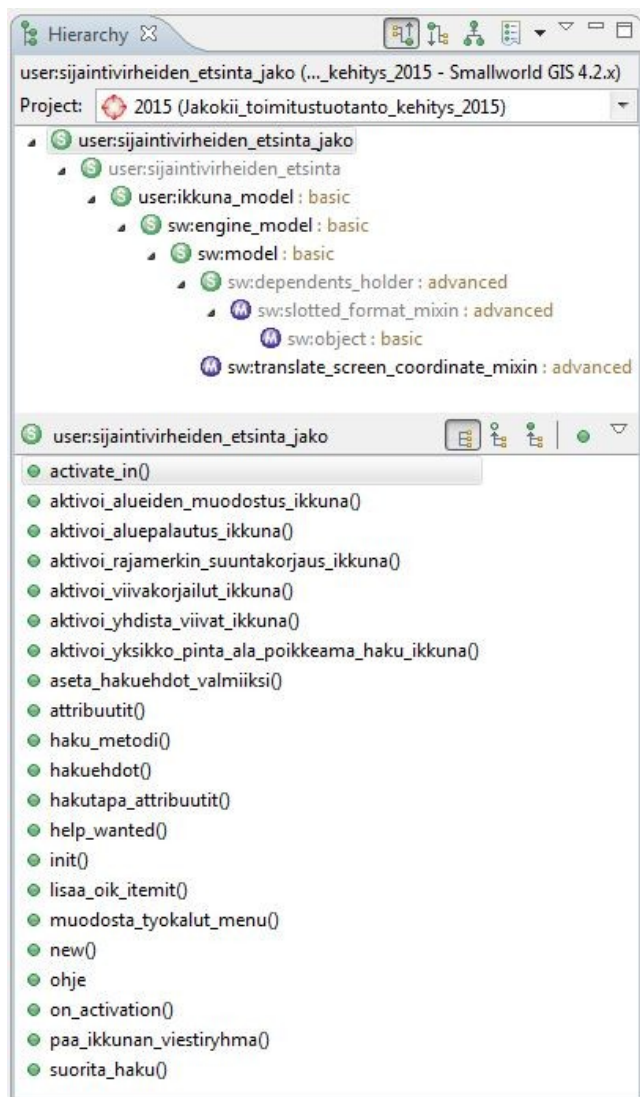 Hierarchy
user:sijaintivirheiden_etsinta_jako (..._kehitys_2015 - Smallworld GIS 4.2.x)
Project: 2015 (Jakokii_toimitustuotanto_kehitys_2015)
S user:sijaintivirheiden_etsinta_jako
S user:sijaintivirheiden_etsinta
S user:ikkuna_model : basic
S sw:engine_model : basic
S sw:model : basic
S sw:dependents_holder : advanced
M sw:slotted_format_mixin : advanced
M sw:object : basic
M sw:translate_screen_coordinate_mixin : advanced
S user:sijaintivirheiden_etsinta_jako
activate_in()
aktivoi_alueiden_muodostus_ikkuna()
aktivoi_aluepalautus_ikkuna()
aktivoi_rajamerkin_suuntakorjaus_ikkuna()
aktivoi_viivakorjailut_ikkuna()
aktivoi_yhdista_viivat_ikkuna()
aktivoi_yksikko_pinta_ala_poikkeama_haku_ikkuna()
aseta_hakuehdot_valmiiksi()
attribuutit()
haku_metodi()
hakuehdot()
hakutapa_attribuutit()
help_wanted()
init()
lisaa_oik_itemit()
muodosta_tyokalut_menu()
new()
ohje
on_activation()
paa_ikkunan_viestiryhma()
suorita_haku()